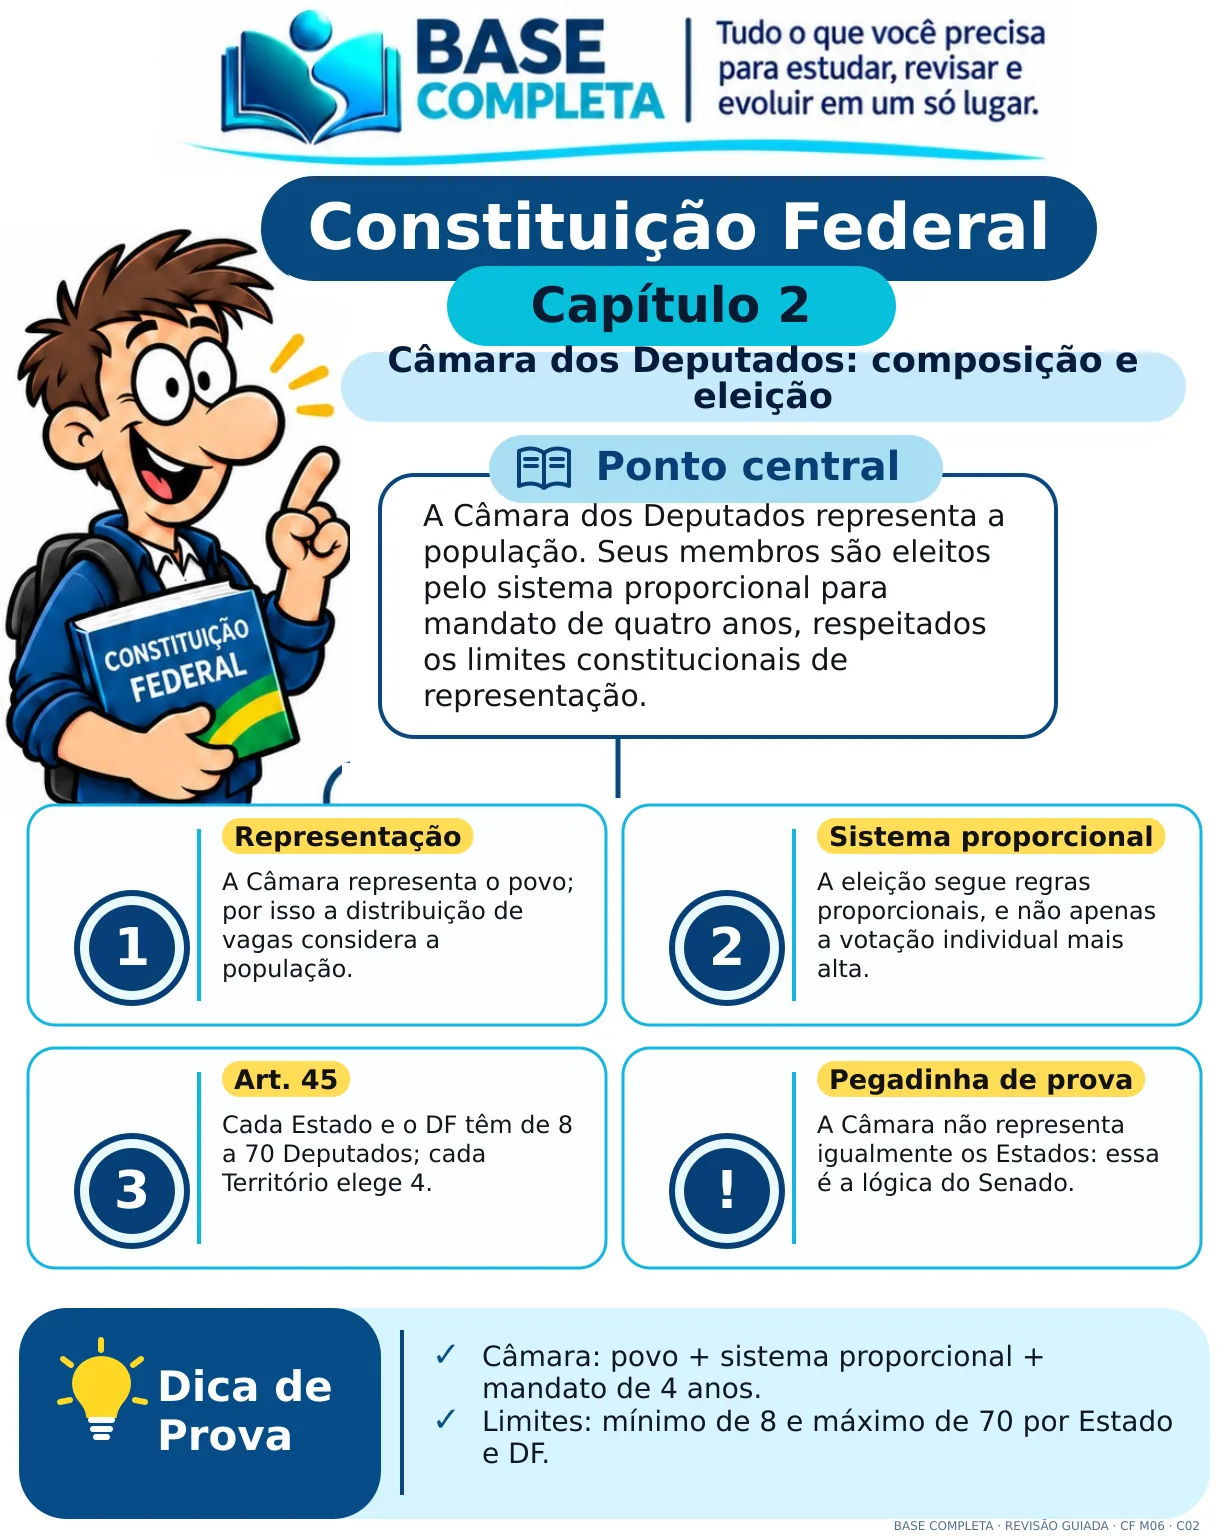 BASE
COMPLETA
Tudo o que você precisa
para estudar, revisar e
evoluir em um só lugar.
Constituição Federal
Capítulo 2
Câmara dos Deputados: composição e
eleição
Ponto central
A Câmara dos Deputados representa a
população. Seus membros são eleitos
pelo sistema proporcional para
mandato de quatro anos, respeitados
os limites constitucionais de
representação.
CONSTITUIÇÃO
FEDERAL
1
Representação
A Câmara representa o povo;
por isso a distribuição de
vagas considera a
população.
2
Sistema proporcional
A eleição segue regras
proporcionais, e não apenas
a votação individual mais
alta.
3
Art. 45
Cada Estado e o DF têm de 8
a 70 Deputados; cada
Território elege 4.
!
Pegadinha de prova
A Câmara não representa
igualmente os Estados: essa
é a lógica do Senado.
Dica de
Prova
✓ Câmara: povo + sistema proporcional +
mandato de 4 anos.
✓ Limites: mínimo de 8 e máximo de 70 por Estado
e DF.
BASE COMPLETA · REVISÃO GUIADA · CF M06 · C02